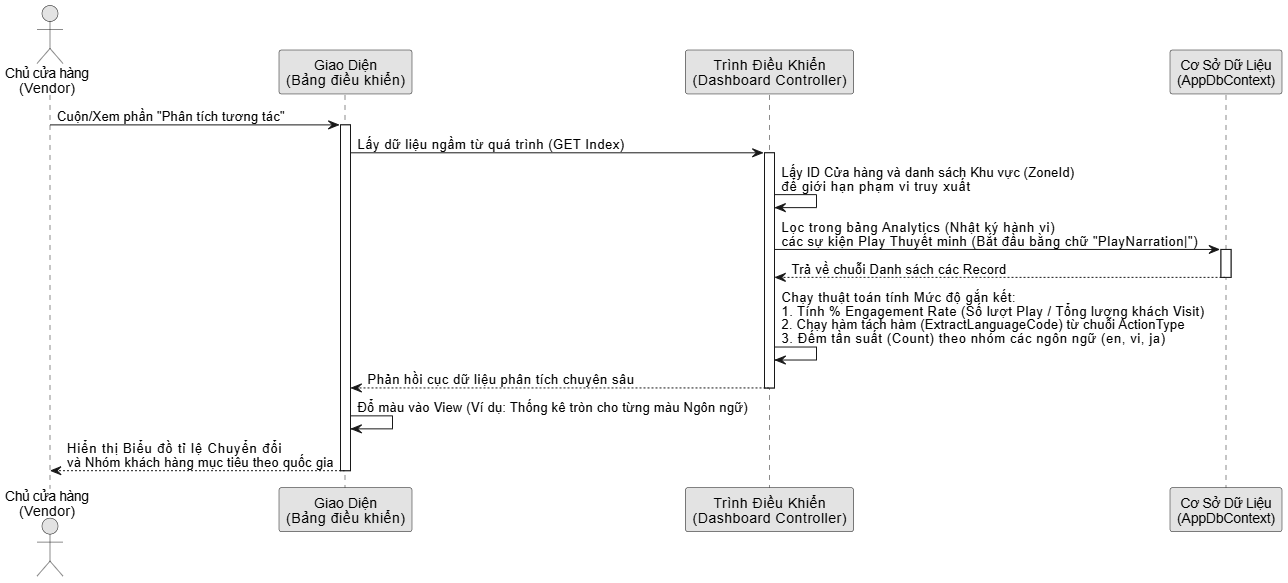 Chủ cửa hàng
(Vendor)
Giao Diện
(Bảng điều khiển)
Trình Điều Khiển
(Dashboard Controller)
Cơ Sở Dữ Liệu
(AppDbContext)
Cuộn/Xem phần "Phân tích tương tác"
Lấy dữ liệu ngầm từ quá trình (GET Index)
Lấy ID Cửa hàng và danh sách Khu vực (ZoneId)
để giới hạn phạm vi truy xuất
Lọc trong bảng Analytics (Nhật ký hành vi)
các sự kiện Play Thuyết minh (Bắt đầu bằng chữ "PlayNarration|")
Trả về chuỗi Danh sách các Record
Chạy thuật toán tính Mức độ gắn kết:
1. Tính % Engagement Rate (Số lượt Play / Tổng lượng khách Visit)
2. Chạy hàm tách hàm (ExtractLanguageCode) từ chuỗi ActionType
3. Đếm tần suất (Count) theo nhóm các ngôn ngữ (en, vi, ja)
Phản hồi cục dữ liệu phân tích chuyên sâu
Đổ màu vào View (Ví dụ: Thống kê tròn cho từng màu Ngôn ngữ)
Hiển thị Biểu đồ tỉ lệ Chuyển đổi
và Nhóm khách hàng mục tiêu theo quốc gia
Chủ cửa hàng
(Vendor)
Giao Diện
(Bảng điều khiển)
Trình Điều Khiển
(Dashboard Controller)
Cơ Sở Dữ Liệu
(AppDbContext)